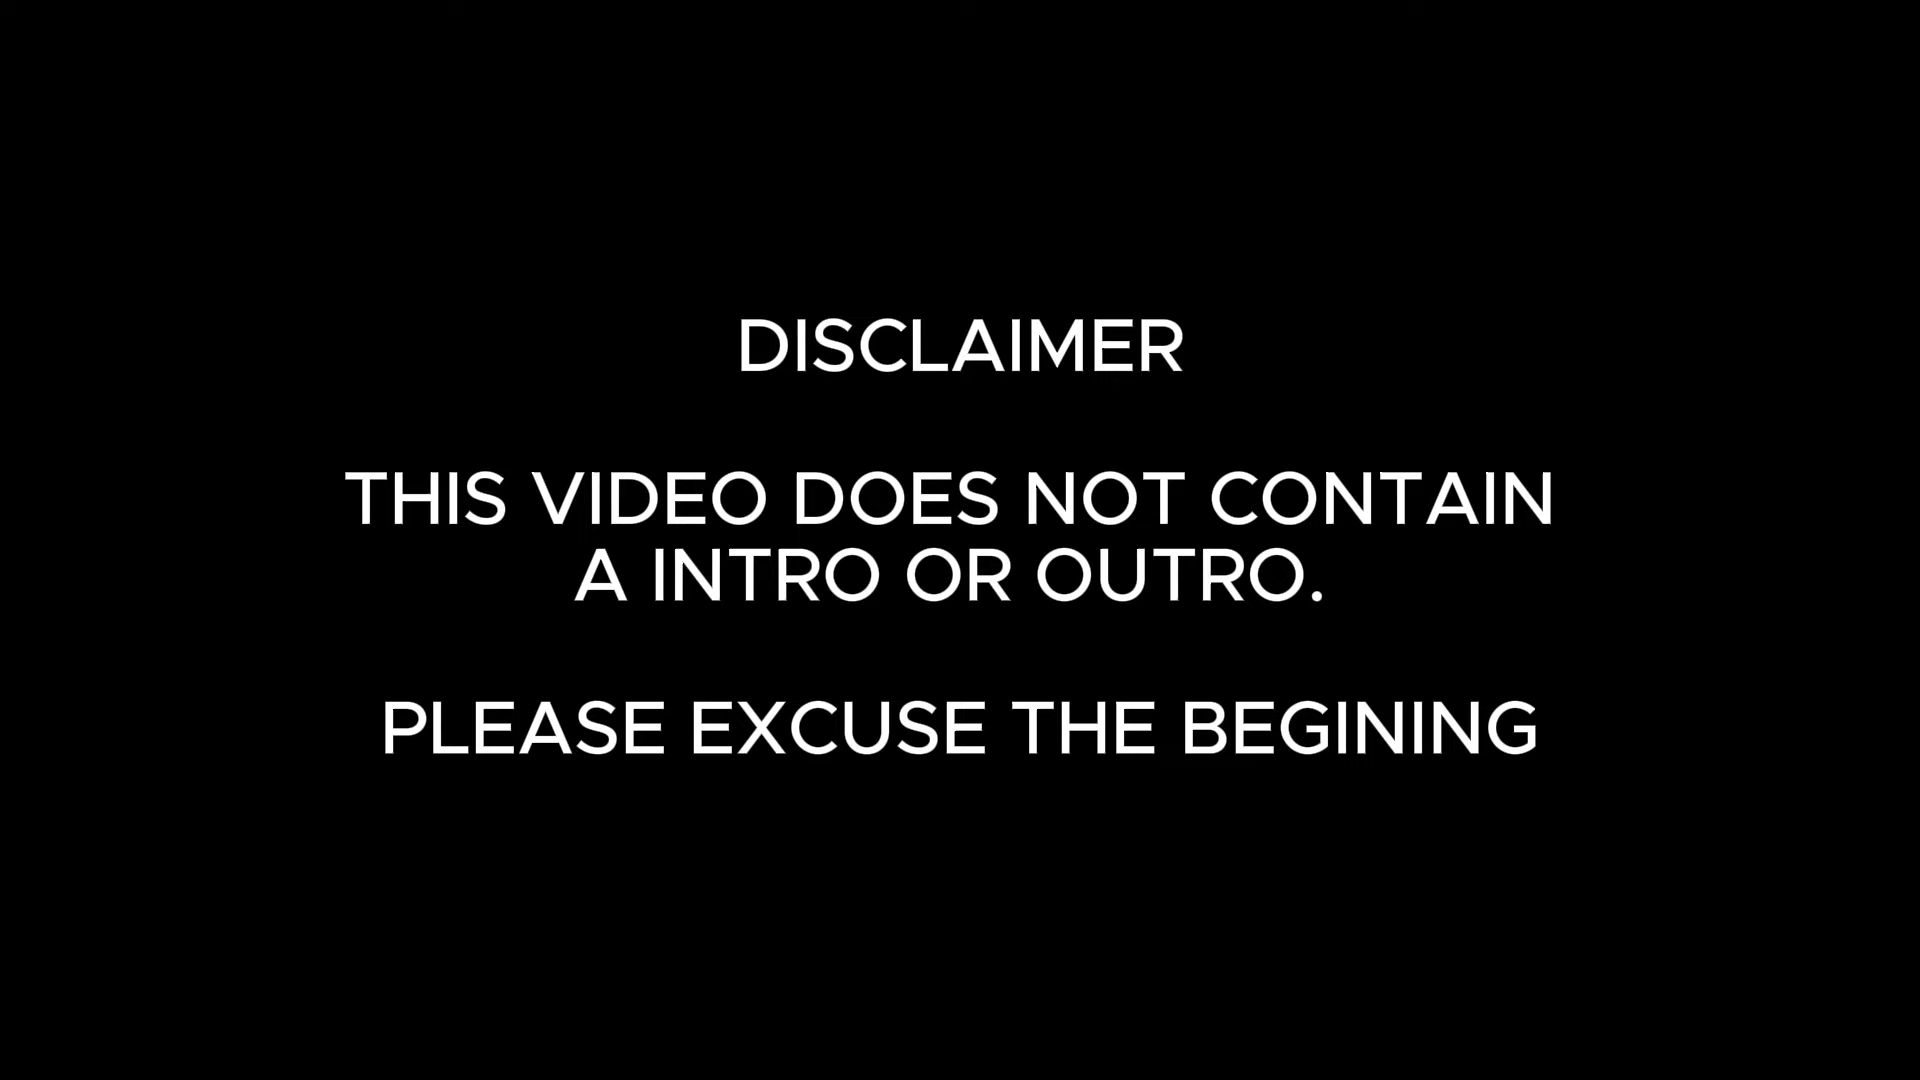 DISCLAIMER
THIS VIDEO DOES NOT CONTAIN
A INTRO OR OUTRO.
PLEASE EXCUSE THE BEGINING